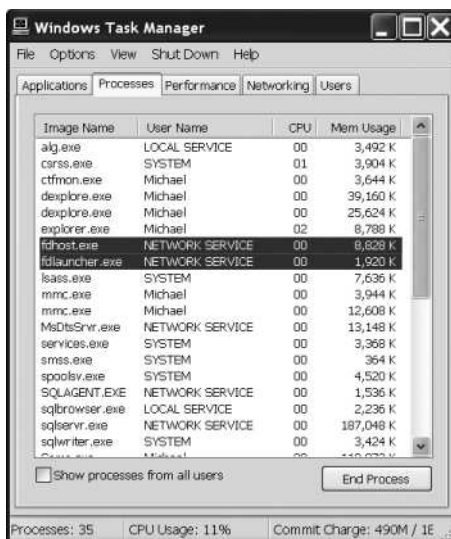 Windows Task Manager
File Options View Shut Down Help
Applications Processes Performance Networking Users
Image Name User Name CPU Mem Usage
alg.exe LOCAL SERVICE 00 3,492 K
csrss.exe SYSTEM 01 3,904 K
ctfmon.exe Michael 00 3,644 K
dexplore.exe Michael 00 39,160 K
dexplore.exe Michael 00 25,624 K
explorer.exe Michael 02 8,788 K
fdhost.exe NETWORK SERVICE 00 8,828 K
fdlauncher.exe NETWORK SERVICE 00 1,920 K
lsass.exe SYSTEM 00 7,636 K
mmc.exe Michael 00 3,944 K
mmc.exe Michael 00 12,608 K
MsDtsSrvr.exe NETWORK SERVICE 00 13,148 K
services.exe SYSTEM 00 3,368 K
smss.exe SYSTEM 00 364 K
spoolsv.exe SYSTEM 00 4,520 K
SQLAGENT.EXE NETWORK SERVICE 00 1,536 K
sqlbrowser.exe LOCAL SERVICE 00 2,236 K
sqlservr.exe NETWORK SERVICE 00 187,048 K
sqlwriter.exe SYSTEM 00 3,424 K
Show processes from all users
End Process
Processes: 35 CPU Usage: 11% Commit Charge: 490M / 1E